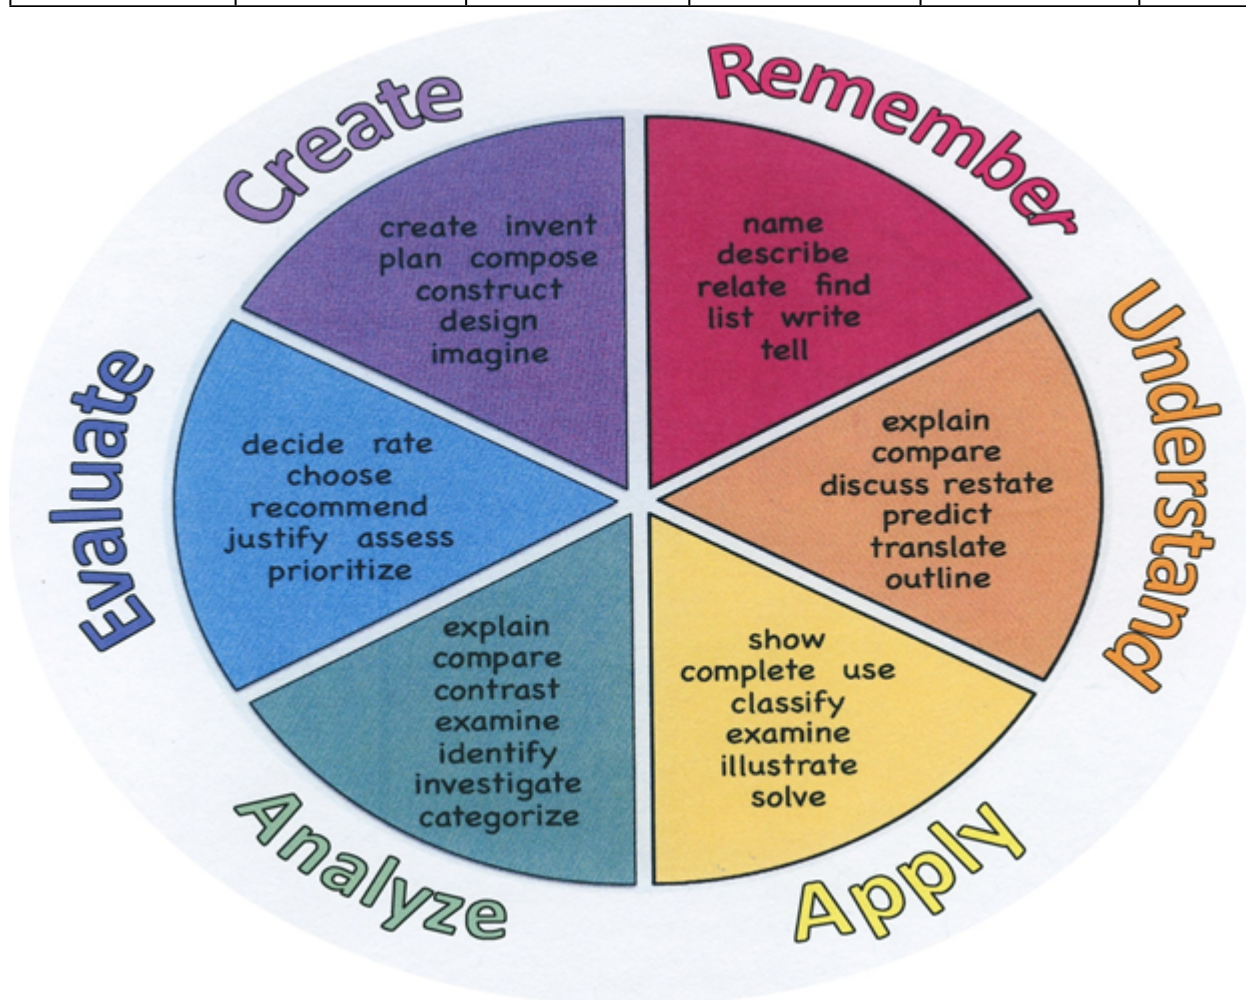 Remember
name
describe
relate find
list write
tell
Understand
explain
compare
discuss restate
predict
translate
outline
Apply
show
complete use
classify
examine
illustrate
solve
Analyze
explain
compare
contrast
examine
identify
investigate
categorize
Evaluate
decide rate
choose
recommend
justify assess
prioritize
Create
create invent
plan compose
construct
design
imagine